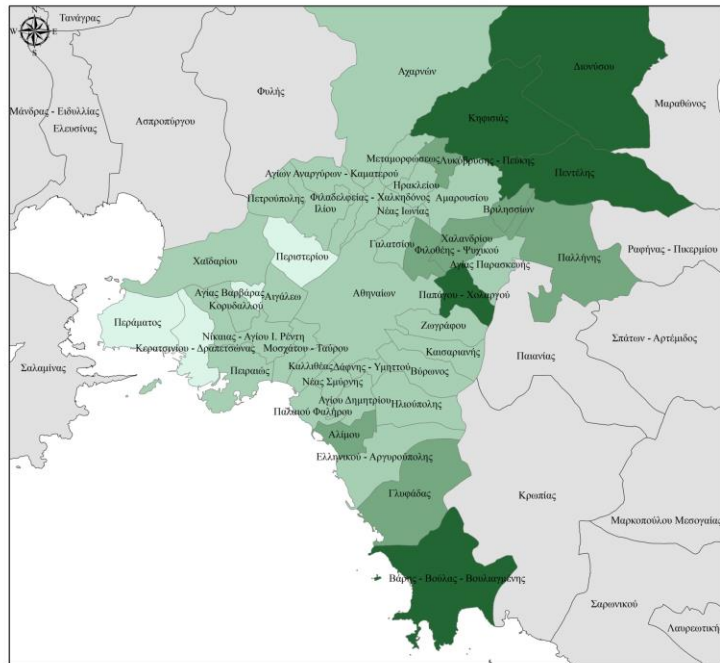 N
Τανάγρας
W E
S
Αχαρνών
Διονύσου
Φυλής
Μάνδρας - Ειδυλλίας
Ασπροπύργου
Μαραθώνος
Κηφισιάς
Ελευσίνας
Μεταμορφώσεως
Λυκόβρυσης - Πεύκης
Πεντέλης
Αγίων Αναργύρων - Καματερού
Ηρακλείου
Πετρούπολης
Φιλαδελφείας - Χαλκηδόνος
Αμαρουσίου
Ιλίου
Νέας Ιωνίας
Βριλησσίων
Χαλανδρίου
Γαλατσίου
Φιλοθέης - Ψυχικού
Ραφήνας - Πικερμίου
Περιστερίου
Παλλήνης
Χαϊδαρίου
Αγίας Παρασκευής
Αθηναίων
Αγίας Βαρβάρας
Αιγάλεω
Παπάγου - Χολαργού
Κορυδαλλού
Περάματος
Ζωγράφου
Νίκαιας - Αγίου Ι. Ρέντη
Σπάτων - Αρτέμιδος
Κερατσινίου - Δραπετσώνας
Μοσχάτου - Ταύρου
Καισαριανής
Παιανίας
Σαλαμίνας
Καλλιθέας
Δάφνης - Υμηττού
Πειραιώς
Βύρωνος
Νέας Σμύρνης
Αγίου Δημητρίου
Ηλιούπολης
Παλαιού Φαλήρου
Αλίμου
Ελληνικού - Αργυρούπολης
Γλυφάδας
Κρωπίας
Μαρκοπούλου Μεσογαίας
Βάρης - Βούλας - Βουλιαγμένης
Σαρωνικού
Λαυρεωτικής